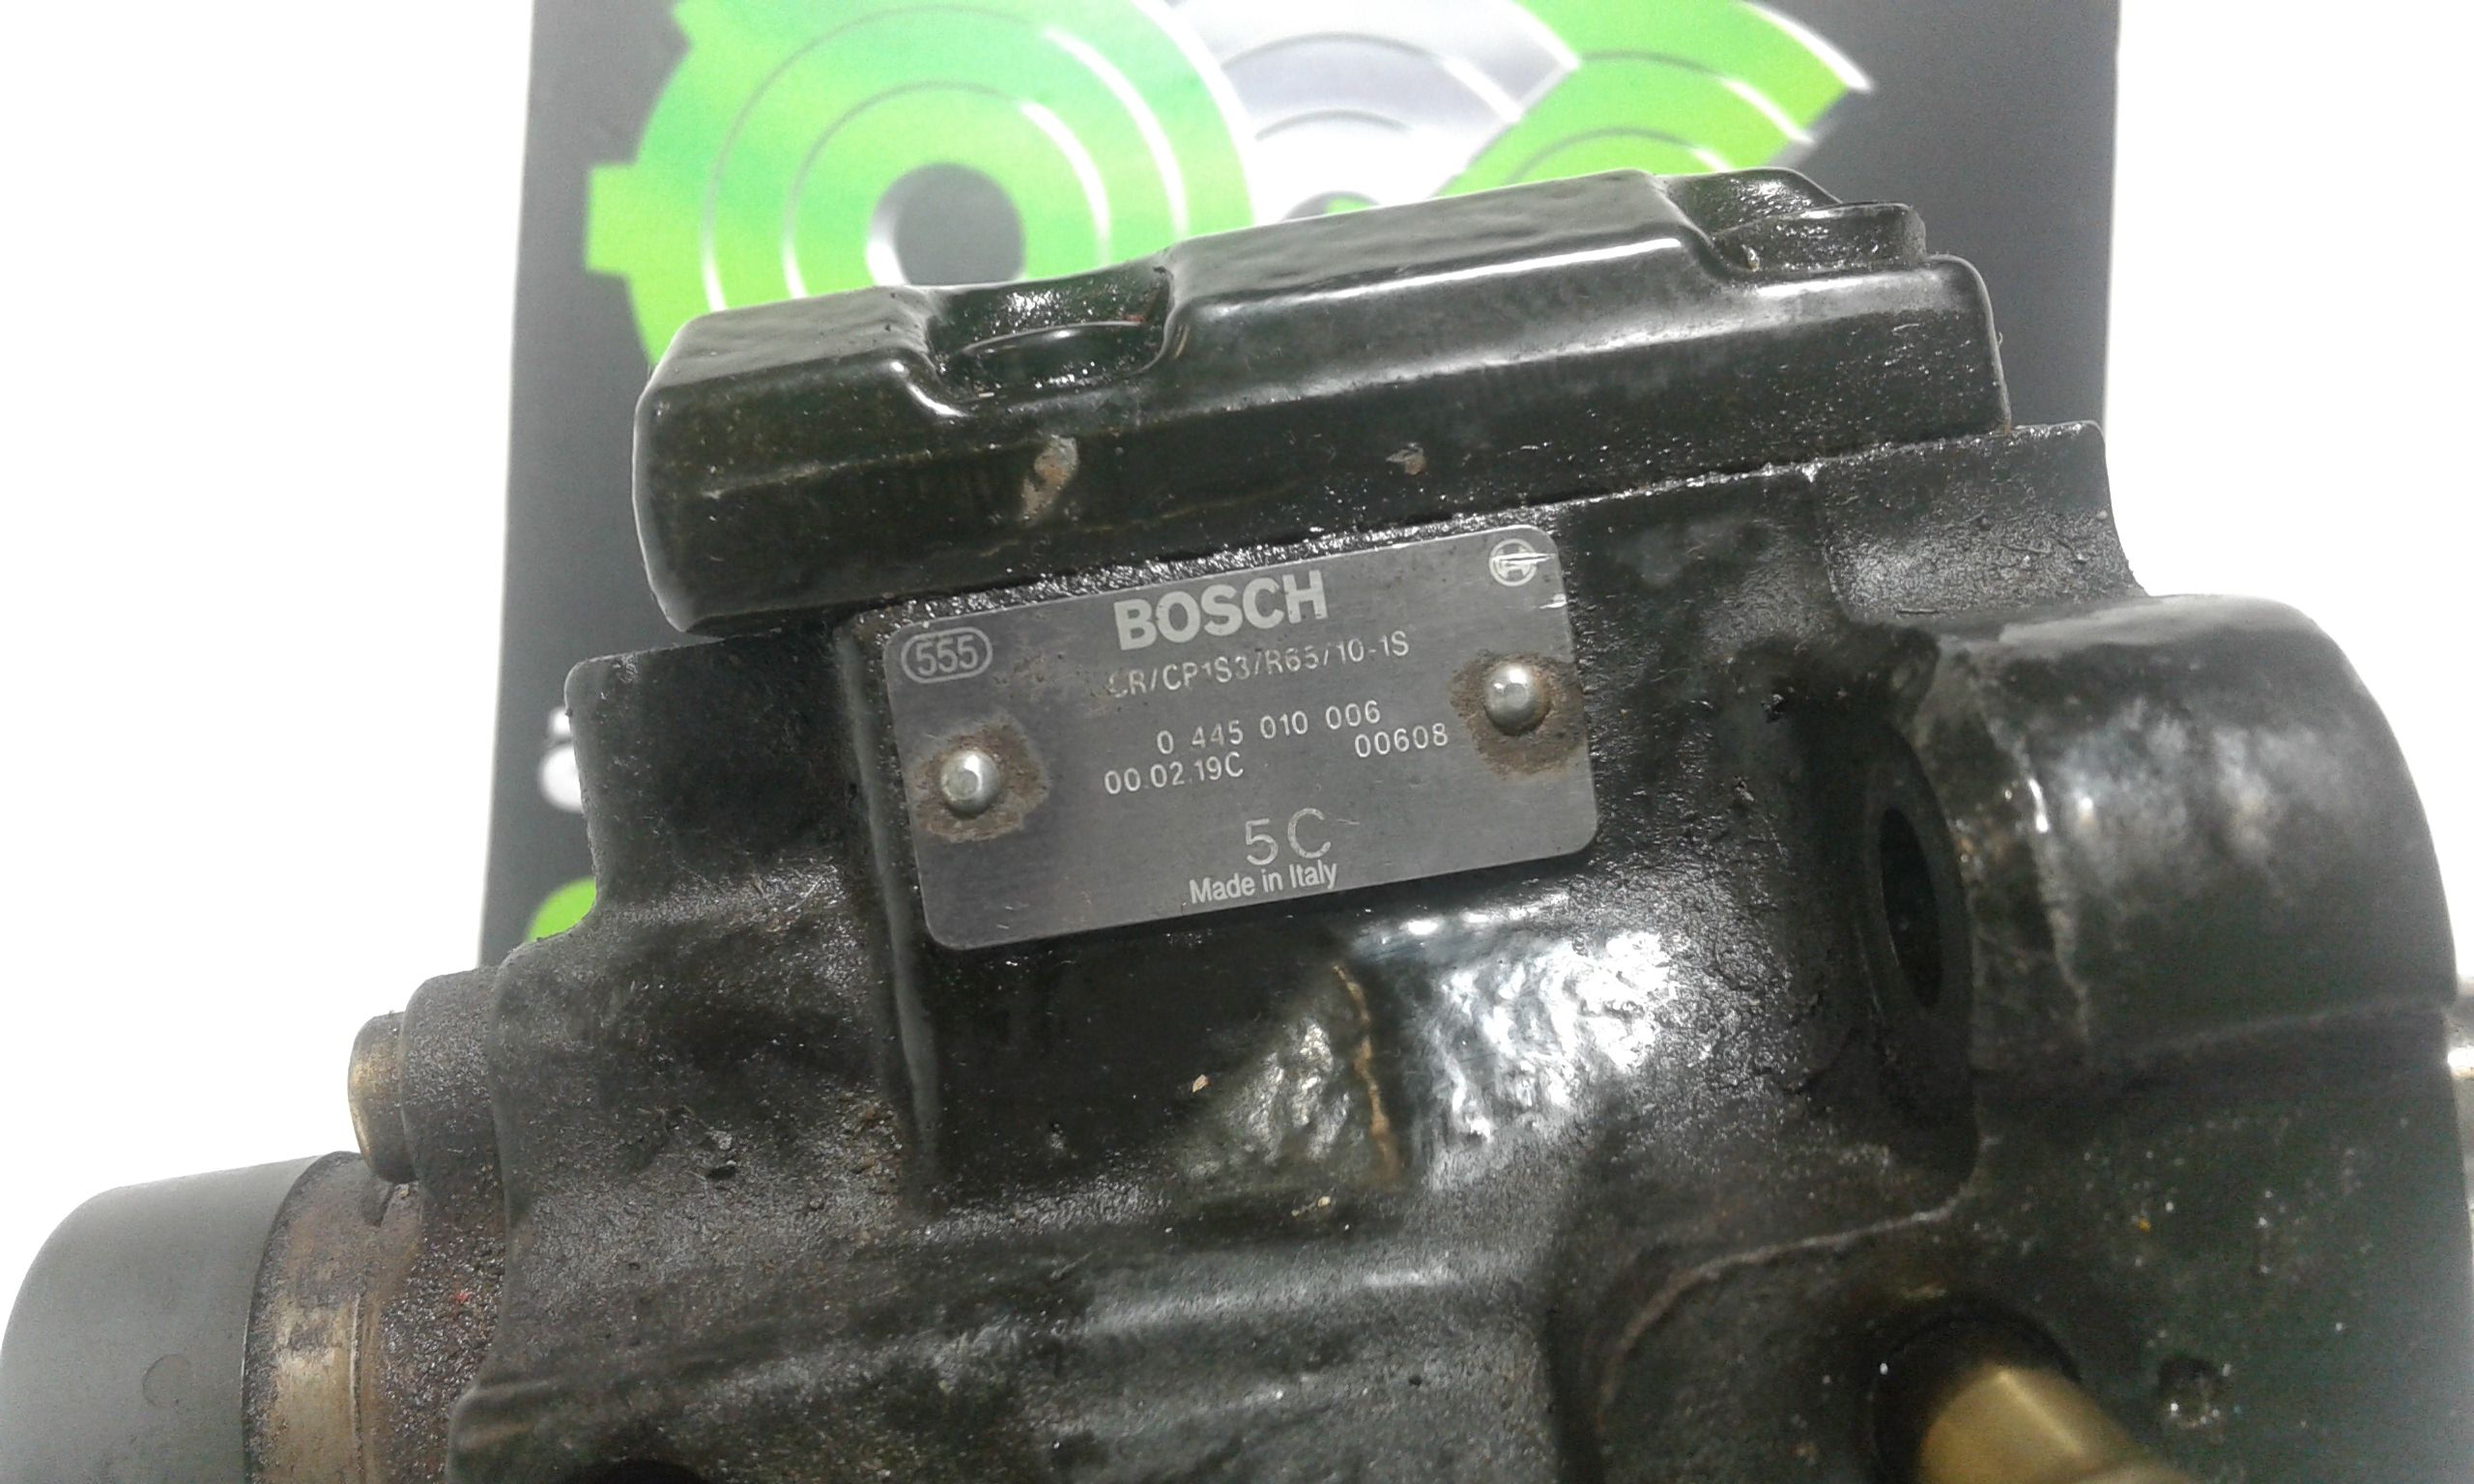 BOSCH
555
CR/CP1S3/R65/10-1S
0 445 010 006
00608
00.02.19C
5C
Made in Italy